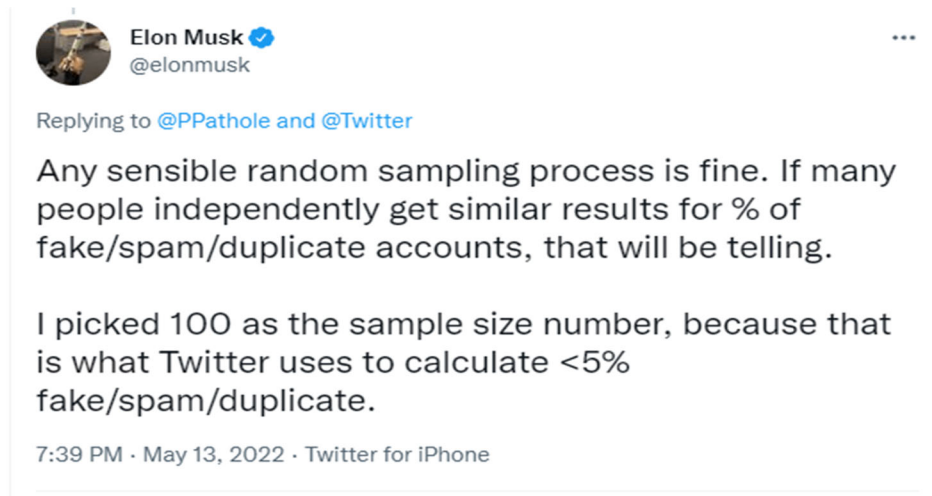 Elon Musk
@elonmusk
Replying to @PPathole and @Twitter
Any sensible random sampling process is fine. If many
people independently get similar results for % of
fake/spam/duplicate accounts, that will be telling.
I picked 100 as the sample size number, because that
is what Twitter uses to calculate <5%
fake/spam/duplicate.
7:39 PM · May 13, 2022 · Twitter for iPhone